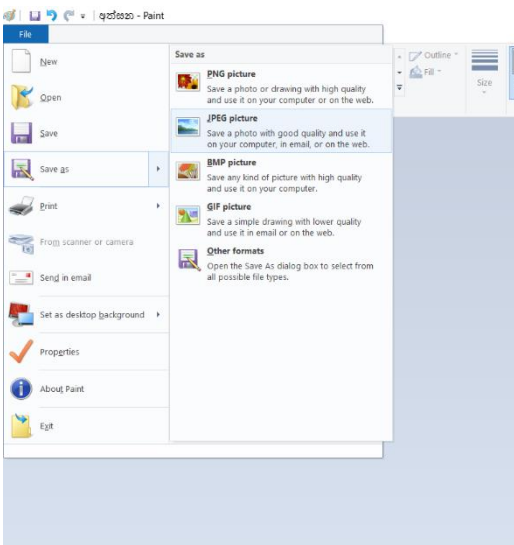 අත්සන - Paint
File
New
Open
Save
Save as
Print
From scanner or camera
Send in email
Set as desktop background
Properties
About Paint
Exit
Save as
PNG picture
Save a photo or drawing with high quality
and use it on your computer or on the web.
JPEG picture
Save a photo with good quality and use it
on your computer, in email, or on the web.
BMP picture
Save any kind of picture with high quality
and use it on your computer.
GIF picture
Save a simple drawing with lower quality
and use it in email or on the web.
Other formats
Open the Save As dialog box to select from
all possible file types.
Outline
Fill
Size